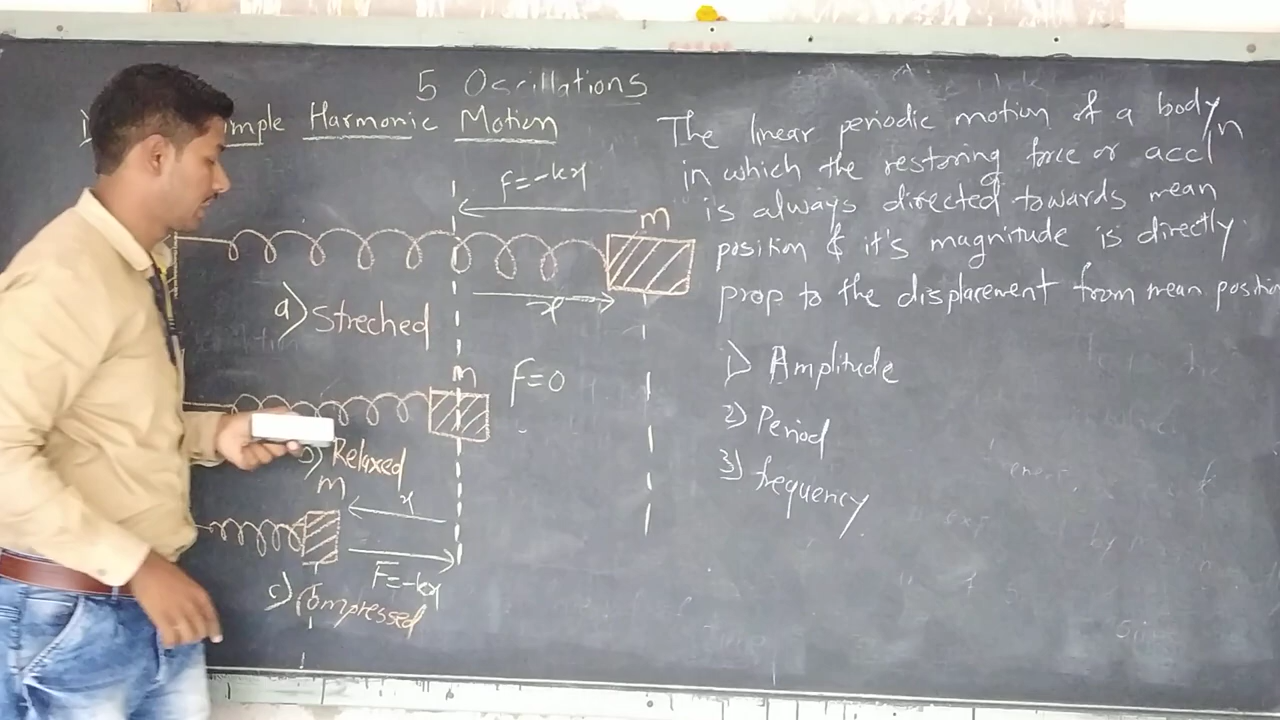 5 Oscillations
1) imple Harmonic Motion
F=-kx
m
x
a) Streched
m
F=0
Relaxed
m
x
F=-kx
c) Compressed
The linear periodic motion of a body
in which the restoring force or accl n
is always directed towards mean
position & it's magnitude is directly
prop to the displacement from mean position
1) Amplitude
2) Period
3) frequency